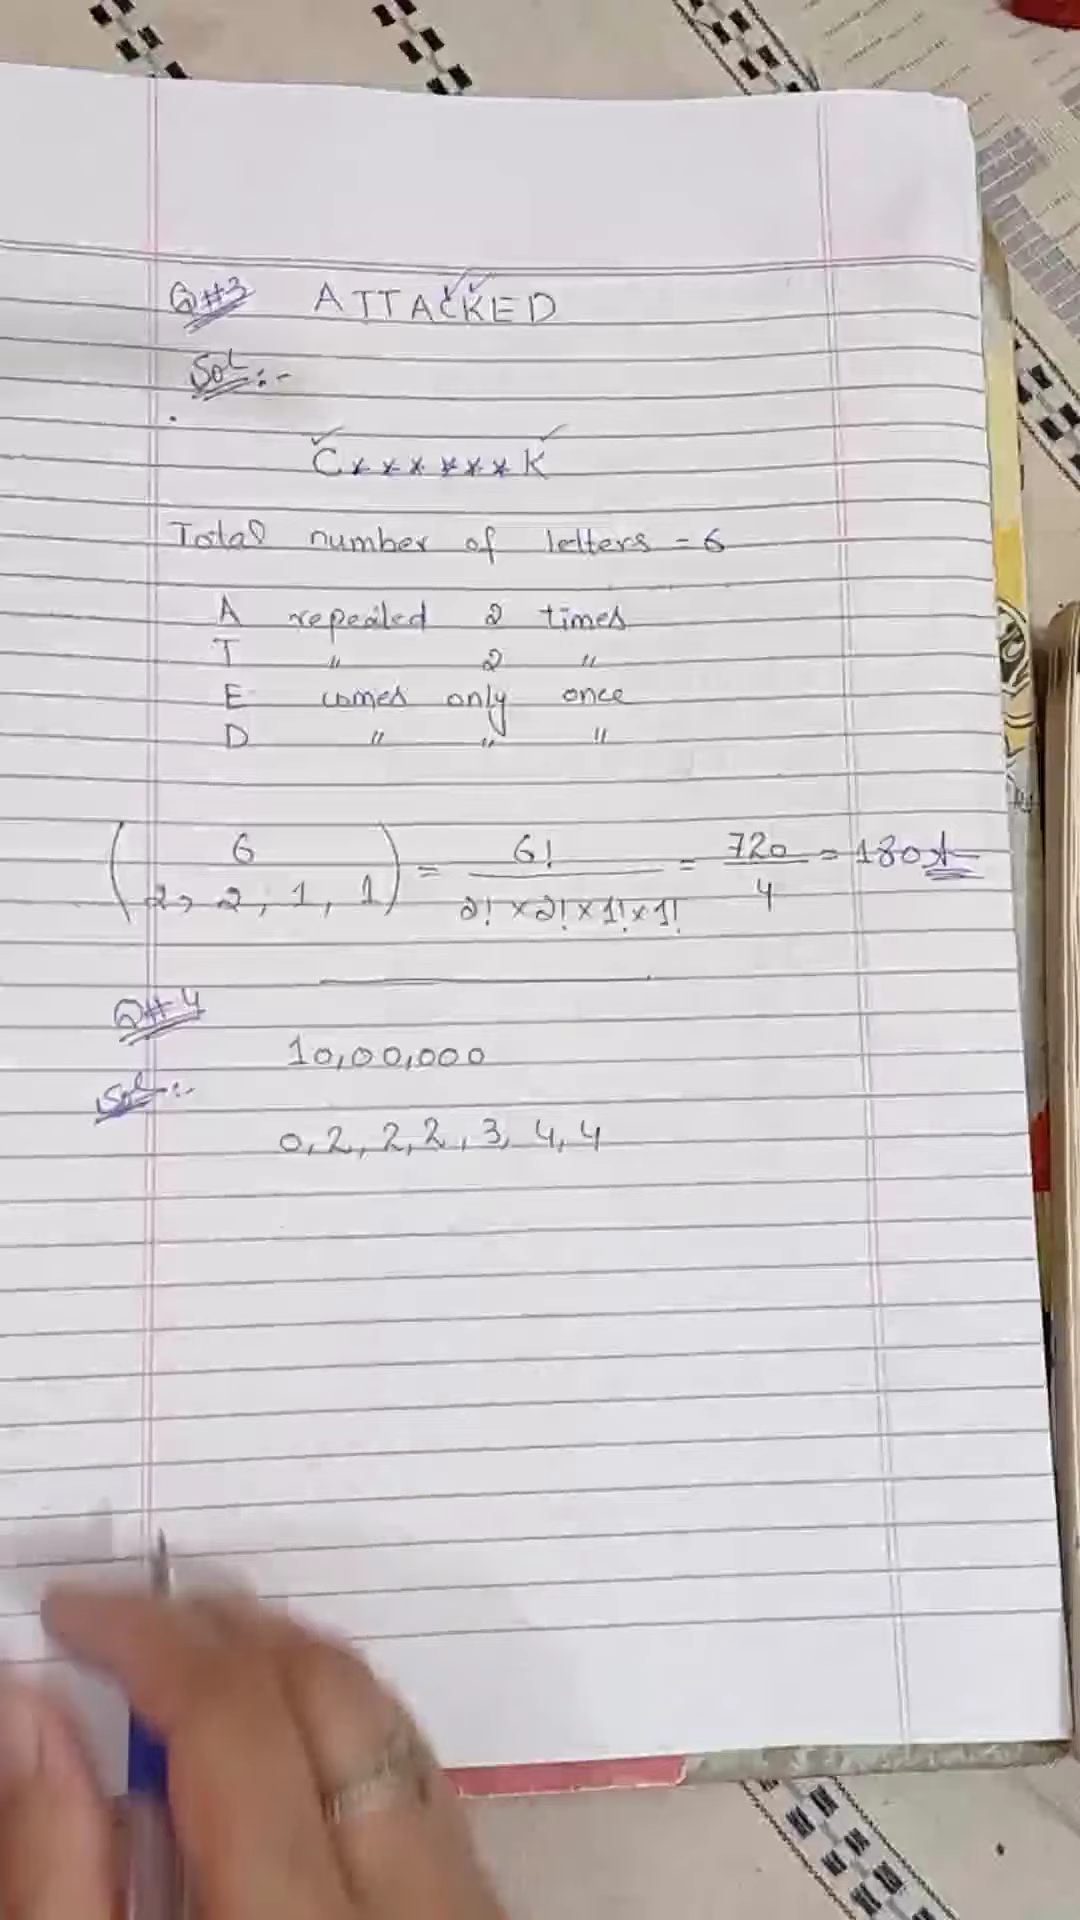 Q#3 ATTACKED
Sol:-
C * * * * * * K
Total number of letters = 6
A repeated 2 times
T " 2 "
E comes only once
D " " "
(6 / 2, 2, 1, 1) = 6! / 2! × 2! × 1! × 1! = 720 / 4 = 180
Q#4
10,00,000
Sol:-
0, 2, 2, 2, 3, 4, 4